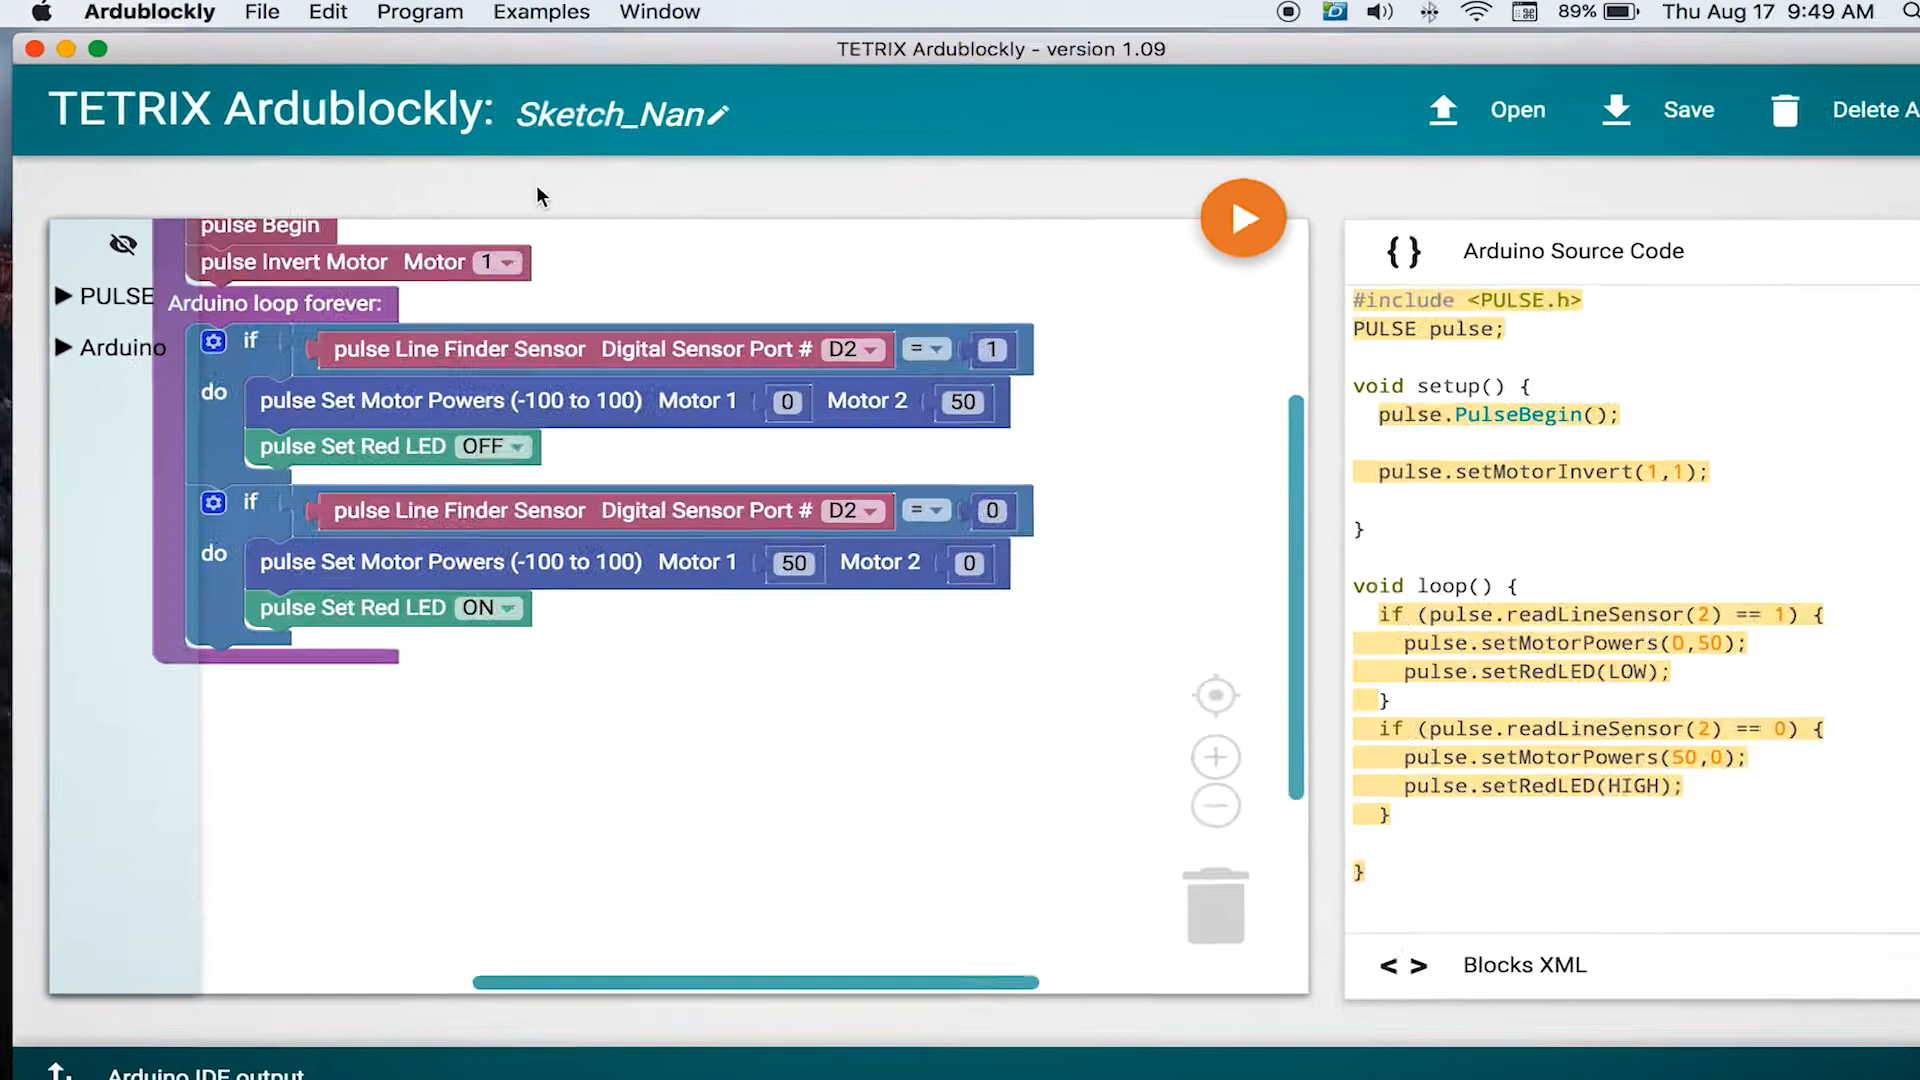 Ardublockly File Edit Program Examples Window 89% Thu Aug 17 9:49 AM
TETRIX Ardublockly - version 1.09
TETRIX Ardublockly: Sketch_Nan
Open Save Delete A
PULSE
Arduino
pulse Begin
pulse Invert Motor Motor 1
Arduino loop forever:
if pulse Line Finder Sensor Digital Sensor Port # D2 = 1
do pulse Set Motor Powers (-100 to 100) Motor 1 0 Motor 2 50
pulse Set Red LED OFF
if pulse Line Finder Sensor Digital Sensor Port # D2 = 0
do pulse Set Motor Powers (-100 to 100) Motor 1 50 Motor 2 0
pulse Set Red LED ON
{ } Arduino Source Code
#include <PULSE.h>
PULSE pulse;
void setup() {
pulse.PulseBegin();
pulse.setMotorInvert(1,1);
}
void loop() {
if (pulse.readLineSensor(2) == 1) {
pulse.setMotorPowers(0,50);
pulse.setRedLED(LOW);
}
if (pulse.readLineSensor(2) == 0) {
pulse.setMotorPowers(50,0);
pulse.setRedLED(HIGH);
}
}
< > Blocks XML
Arduino IDE output